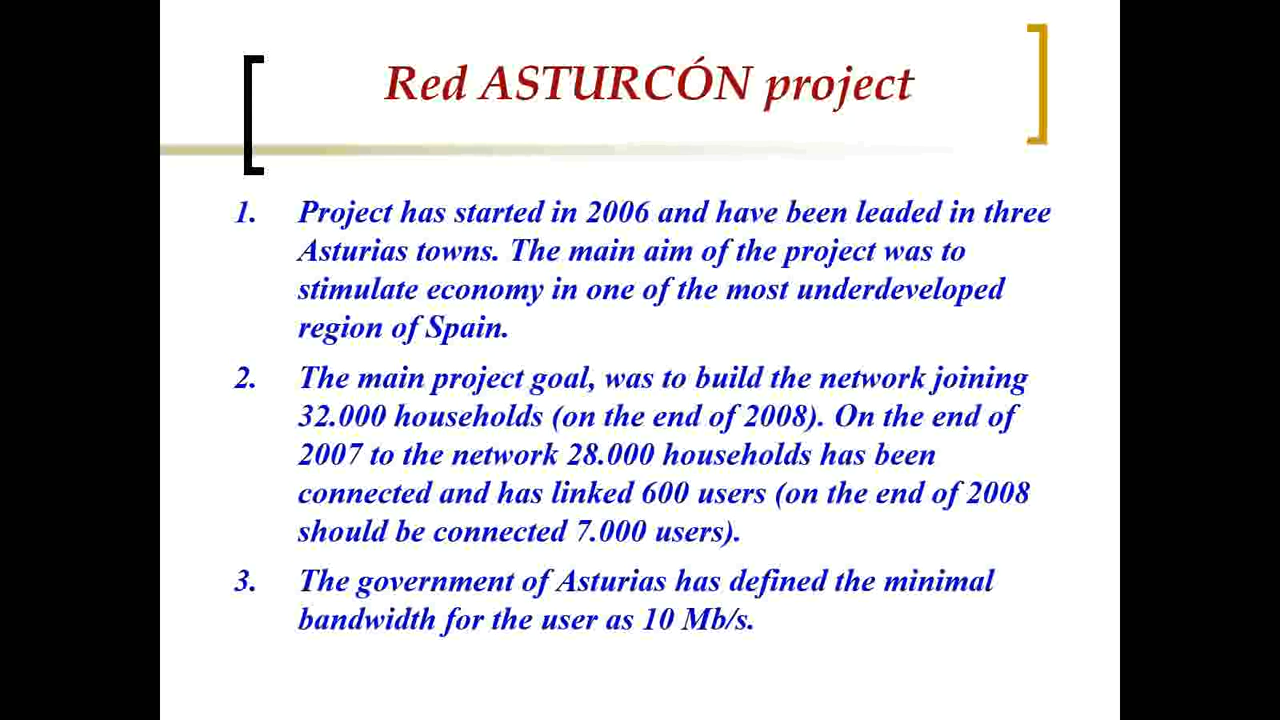 Red ASTURCÓN project
1. Project has started in 2006 and have been leaded in three
Asturias towns. The main aim of the project was to
stimulate economy in one of the most underdeveloped
region of Spain.
2. The main project goal, was to build the network joining
32.000 households (on the end of 2008). On the end of
2007 to the network 28.000 households has been
connected and has linked 600 users (on the end of 2008
should be connected 7.000 users).
3. The government of Asturias has defined the minimal
bandwidth for the user as 10 Mb/s.